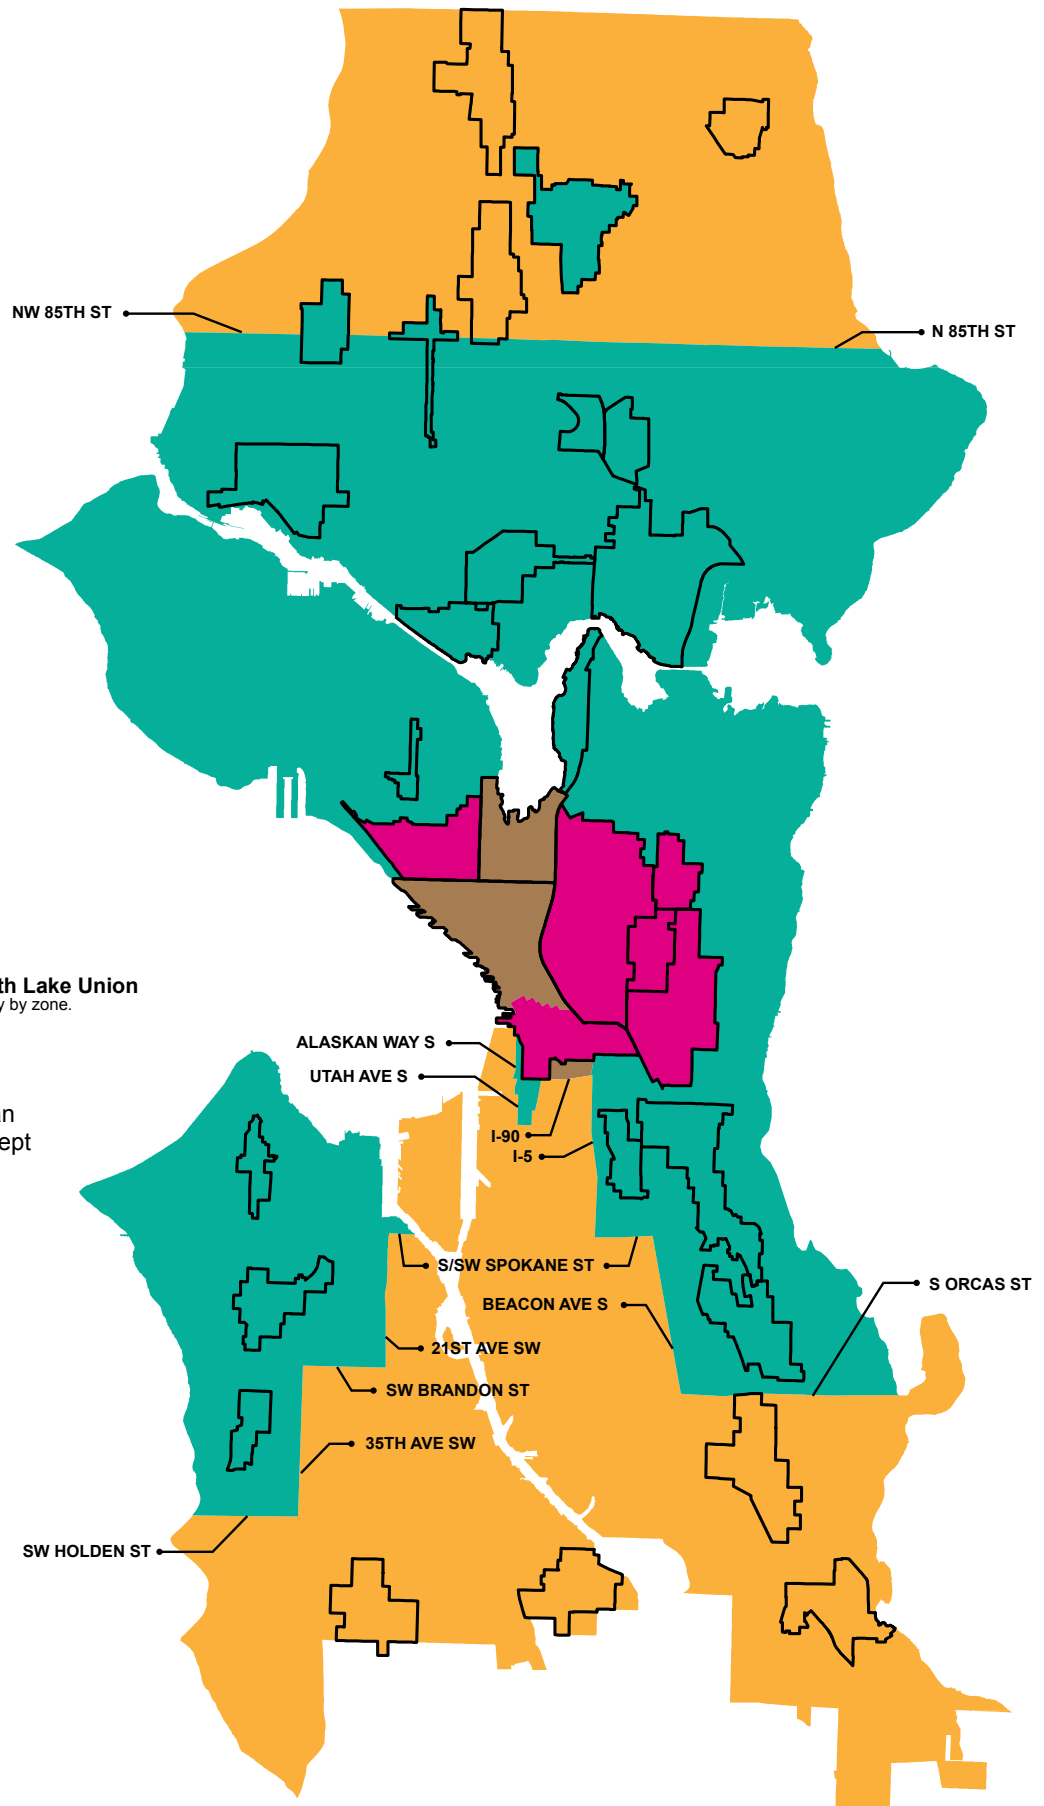 NW 85TH ST
N 85TH ST
th Lake Union
y by zone.
ALASKAN WAY S
UTAH AVE S
an
ept
I-90
I-5
S/SW SPOKANE ST
S ORCAS ST
BEACON AVE S
21ST AVE SW
SW BRANDON ST
35TH AVE SW
SW HOLDEN ST